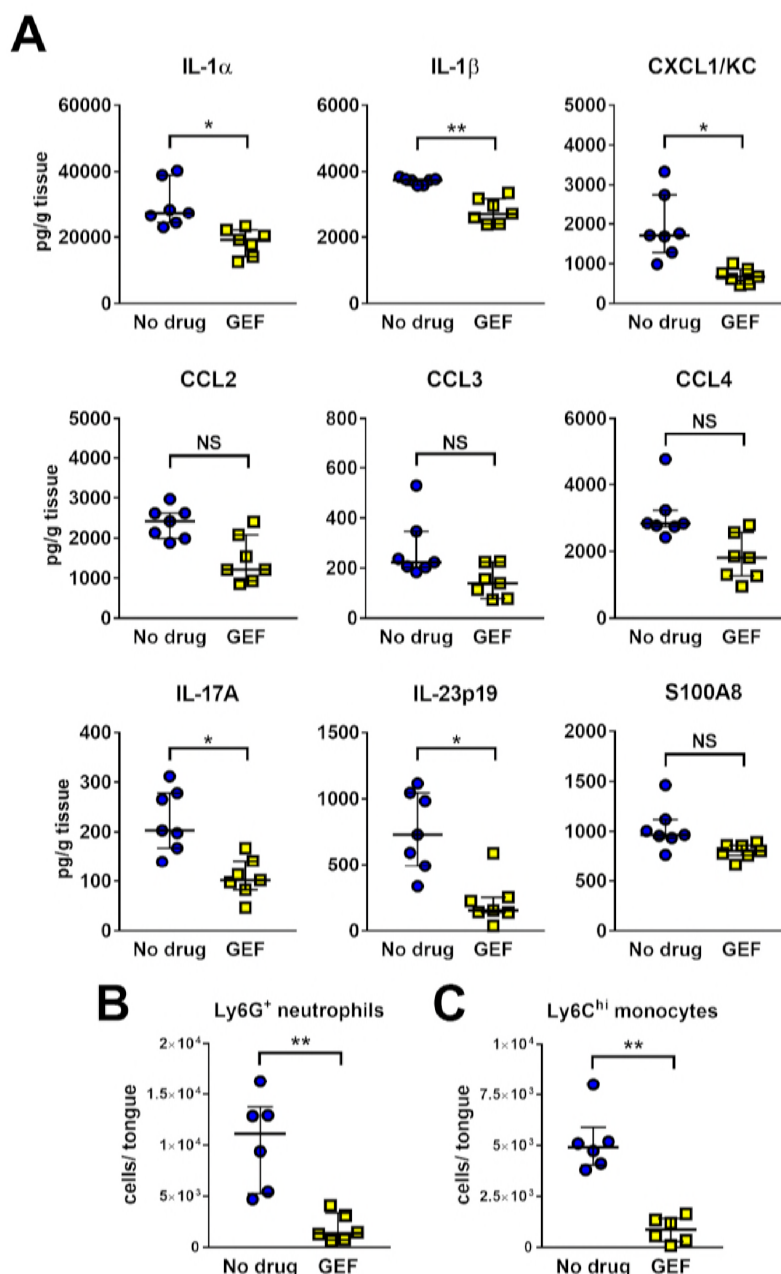 A
IL-1α IL-1β CXCL1/KC
pg/g tissue
60000
40000
20000
0
*
No drug GEF
6000
4000
2000
0
**
No drug GEF
5000
4000
3000
2000
1000
0
*
No drug GEF
CCL2 CCL3 CCL4
pg/g tissue
5000
4000
3000
2000
1000
0
NS
No drug GEF
800
600
400
200
0
NS
No drug GEF
6000
4000
2000
0
NS
No drug GEF
IL-17A IL-23p19 S100A8
pg/g tissue
400
300
200
100
0
*
No drug GEF
1500
1000
500
0
*
No drug GEF
2000
1500
1000
500
0
NS
No drug GEF
B
Ly6G⁺ neutrophils
cells/ tongue
2×10⁴
1.5×10⁴
1×10⁴
5×10³
0
**
No drug GEF
C
Ly6Cʰⁱ monocytes
cells/ tongue
1×10⁴
7.5×10³
5×10³
2.5×10³
0
**
No drug GEF